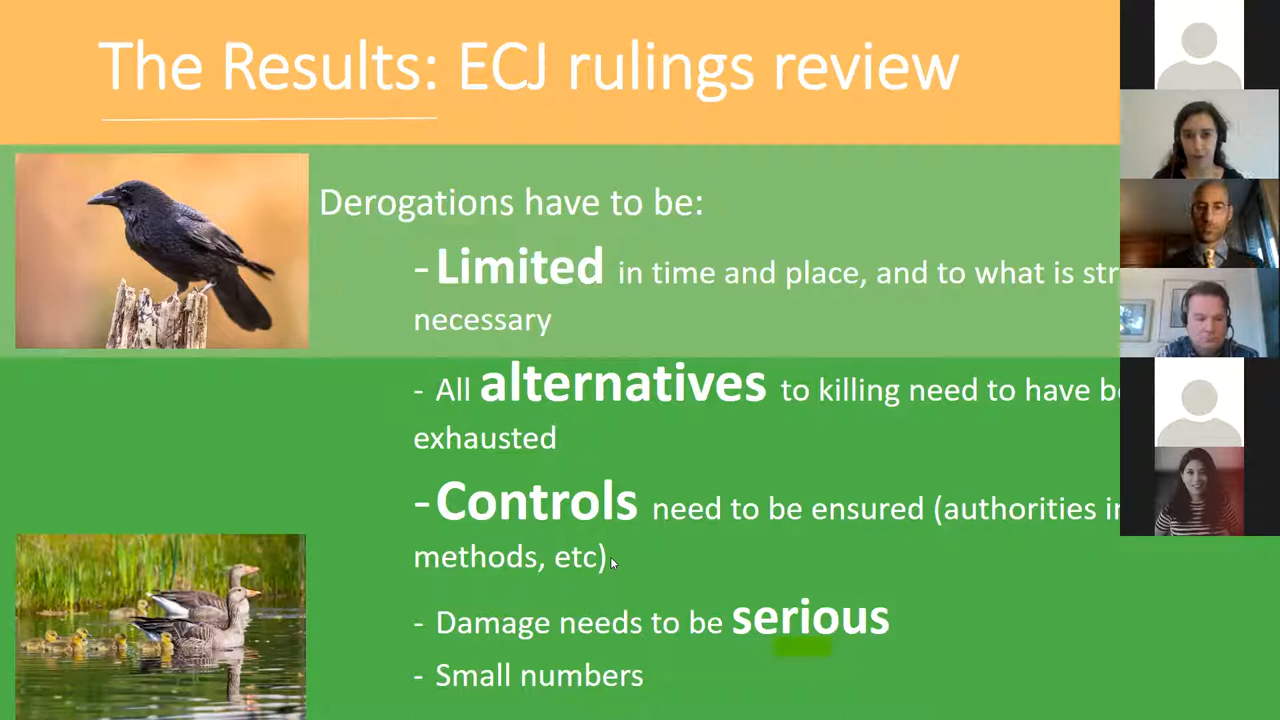 The Results: ECJ rulings review
Derogations have to be:
- Limited in time and place, and to what is
necessary
- All alternatives to killing need to have
exhausted
- Controls need to be ensured (authorities
methods, etc)
- Damage needs to be serious
- Small numbers